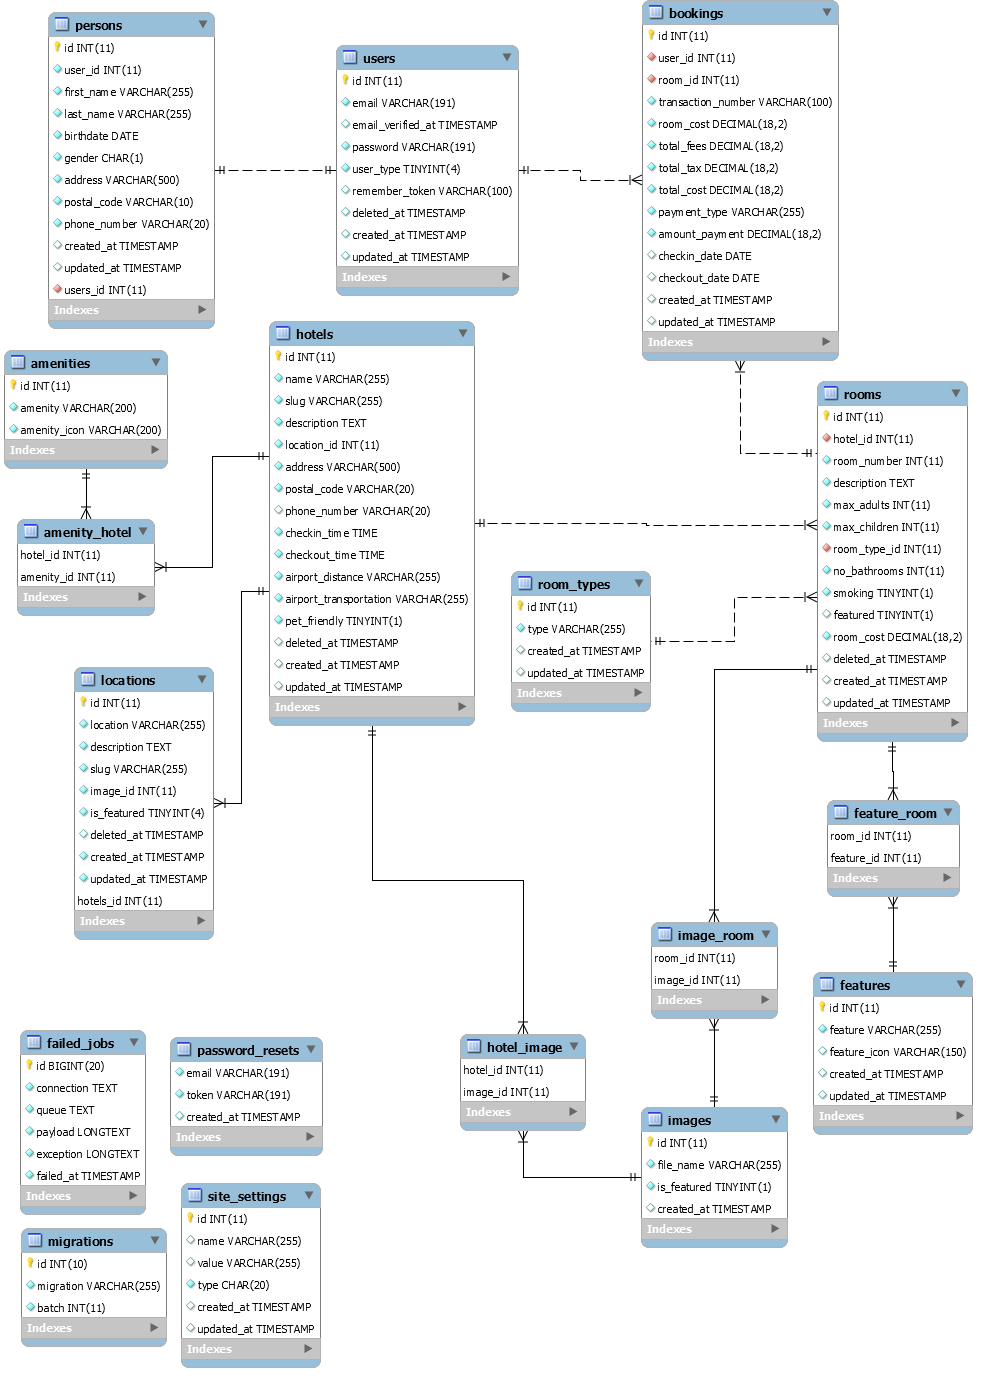 persons
id INT(11)
user_id INT(11)
first_name VARCHAR(255)
last_name VARCHAR(255)
birthdate DATE
gender CHAR(1)
address VARCHAR(500)
postal_code VARCHAR(10)
phone_number VARCHAR(20)
created_at TIMESTAMP
updated_at TIMESTAMP
users_id INT(11)
Indexes
users
id INT(11)
email VARCHAR(191)
email_verified_at TIMESTAMP
password VARCHAR(191)
user_type TINYINT(4)
remember_token VARCHAR(100)
deleted_at TIMESTAMP
created_at TIMESTAMP
updated_at TIMESTAMP
Indexes
bookings
id INT(11)
user_id INT(11)
room_id INT(11)
transaction_number VARCHAR(100)
room_cost DECIMAL(18,2)
total_fees DECIMAL(18,2)
total_tax DECIMAL(18,2)
total_cost DECIMAL(18,2)
payment_type VARCHAR(255)
amount_payment DECIMAL(18,2)
checkin_date DATE
checkout_date DATE
created_at TIMESTAMP
updated_at TIMESTAMP
Indexes
amenities
id INT(11)
amenity VARCHAR(200)
amenity_icon VARCHAR(200)
Indexes
amenity_hotel
hotel_id INT(11)
amenity_id INT(11)
Indexes
hotels
id INT(11)
name VARCHAR(255)
slug VARCHAR(255)
description TEXT
location_id INT(11)
address VARCHAR(500)
postal_code VARCHAR(20)
phone_number VARCHAR(20)
checkin_time TIME
checkout_time TIME
airport_distance VARCHAR(255)
airport_transportation VARCHAR(255)
pet_friendly TINYINT(1)
deleted_at TIMESTAMP
created_at TIMESTAMP
updated_at TIMESTAMP
Indexes
rooms
id INT(11)
hotel_id INT(11)
room_number INT(11)
description TEXT
max_adults INT(11)
max_children INT(11)
room_type_id INT(11)
no_bathrooms INT(11)
smoking TINYINT(1)
featured TINYINT(1)
room_cost DECIMAL(18,2)
deleted_at TIMESTAMP
created_at TIMESTAMP
updated_at TIMESTAMP
Indexes
room_types
id INT(11)
type VARCHAR(255)
created_at TIMESTAMP
updated_at TIMESTAMP
Indexes
locations
id INT(11)
location VARCHAR(255)
description TEXT
slug VARCHAR(255)
image_id INT(11)
is_featured TINYINT(4)
deleted_at TIMESTAMP
created_at TIMESTAMP
updated_at TIMESTAMP
hotels_id INT(11)
Indexes
feature_room
room_id INT(11)
feature_id INT(11)
Indexes
image_room
room_id INT(11)
image_id INT(11)
Indexes
features
id INT(11)
feature VARCHAR(255)
feature_icon VARCHAR(150)
created_at TIMESTAMP
updated_at TIMESTAMP
Indexes
failed_jobs
id BIGINT(20)
connection TEXT
queue TEXT
payload LONGTEXT
exception LONGTEXT
failed_at TIMESTAMP
Indexes
password_resets
email VARCHAR(191)
token VARCHAR(191)
created_at TIMESTAMP
Indexes
hotel_image
hotel_id INT(11)
image_id INT(11)
Indexes
images
id INT(11)
file_name VARCHAR(255)
is_featured TINYINT(1)
created_at TIMESTAMP
Indexes
site_settings
id INT(11)
name VARCHAR(255)
value VARCHAR(255)
type CHAR(20)
created_at TIMESTAMP
updated_at TIMESTAMP
Indexes
migrations
id INT(10)
migration VARCHAR(255)
batch INT(11)
Indexes